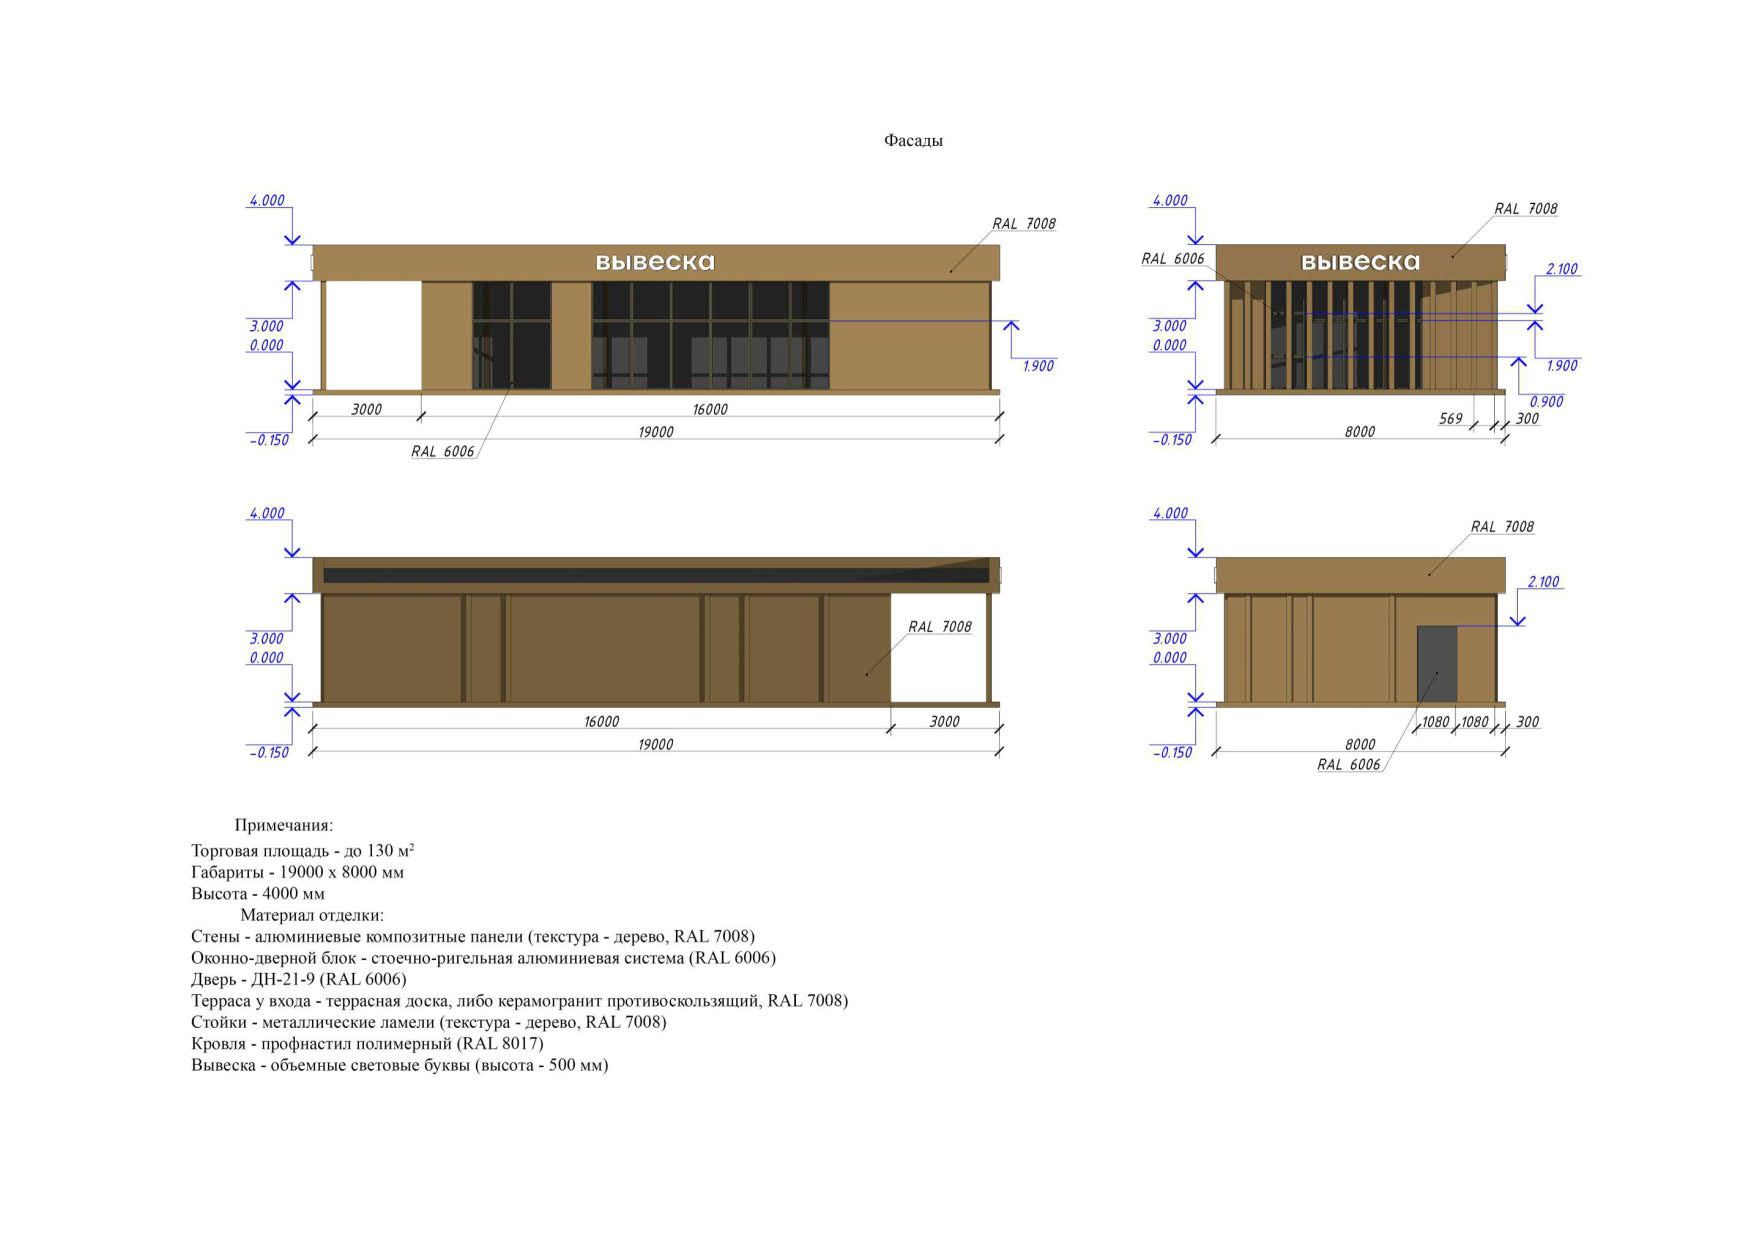 Фасады
4.000
RAL 7008
вывеска
3.000
0.000
1.900
3000
16000
-0.150
19000
RAL 6006
4.000
RAL 7008
RAL 6006
вывеска
2.100
3.000
0.000
1.900
0.900
569
300
-0.150
8000
4.000
RAL 7008
3.000
0.000
16000
3000
-0.150
19000
4.000
RAL 7008
2.100
3.000
0.000
1080
1080
300
-0.150
8000
RAL 6006
Примечания:
Торговая площадь - до 130 м²
Габариты - 19000 х 8000 мм
Высота - 4000 мм
Материал отделки:
Стены - алюминиевые композитные панели (текстура - дерево, RAL 7008)
Оконно-дверной блок - стоечно-ригельная алюминиевая система (RAL 6006)
Дверь - ДН-21-9 (RAL 6006)
Терраса у входа - террасная доска, либо керамогранит противоскользящий, RAL 7008)
Стойки - металлические ламели (текстура - дерево, RAL 7008)
Кровля - профнастил полимерный (RAL 8017)
Вывеска - объемные световые буквы (высота - 500 мм)